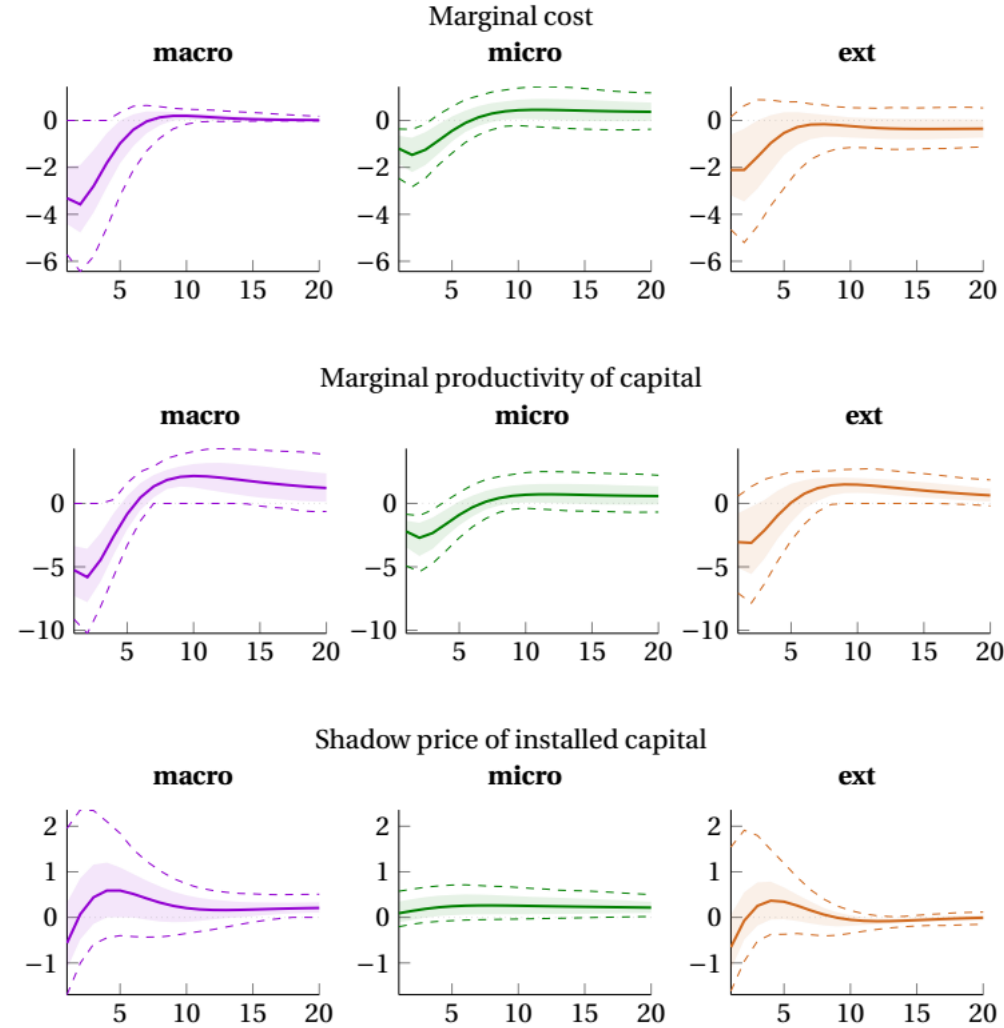 Marginal cost
macro micro ext
0 0 0
−2 −2 −2
−4 −4 −4
−6 −6 −6
5 10 15 20 5 10 15 20 5 10 15 20
Marginal productivity of capital
macro micro ext
0 0 0
−5 −5 −5
−10 −10 −10
5 10 15 20 5 10 15 20 5 10 15 20
Shadow price of installed capital
macro micro ext
2 2 2
1 1 1
0 0 0
−1 −1 −1
5 10 15 20 5 10 15 20 5 10 15 20